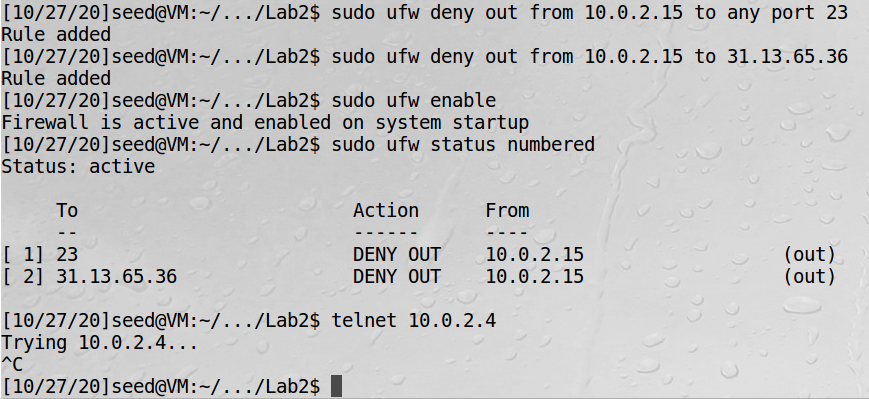 [10/27/20]seed@VM:~/.../Lab2$ sudo ufw deny out from 10.0.2.15 to any port 23
Rule added
[10/27/20]seed@VM:~/.../Lab2$ sudo ufw deny out from 10.0.2.15 to 31.13.65.36
Rule added
[10/27/20]seed@VM:~/.../Lab2$ sudo ufw enable
Firewall is active and enabled on system startup
[10/27/20]seed@VM:~/.../Lab2$ sudo ufw status numbered
Status: active
     To                         Action      From
     --                         ------      ----
[ 1] 23                         DENY OUT    10.0.2.15                  (out)
[ 2] 31.13.65.36                DENY OUT    10.0.2.15                  (out)
[10/27/20]seed@VM:~/.../Lab2$ telnet 10.0.2.4
Trying 10.0.2.4...
^C
[10/27/20]seed@VM:~/.../Lab2$